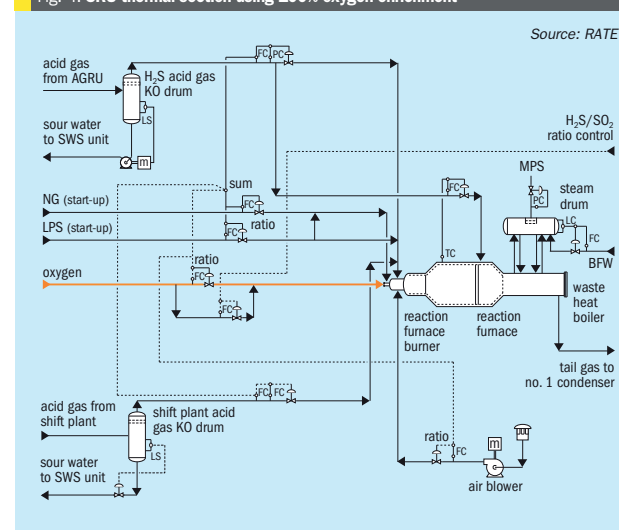 Fig. 4: SRU thermal section using 100% oxygen enrichment
Source: RATE
acid gas
from AGRU
H₂S acid gas
KO drum
LS
sour water
to SWS unit
m
FC
PC
H₂S/SO₂
ratio control
MPS
PC
steam
drum
LC
FC
BFW
sum
NG (start-up)
FC
LPS (start-up)
FC
ratio
FC
TC
ratio
oxygen
FC
FC
reaction
furnace
burner
reaction
furnace
waste
heat
boiler
tail gas to
no. 1 condenser
acid gas from
shift plant
shift plant acid
gas KO drum
LS
FC
FC
sour water
to SWS unit
ratio
FC
m
air blower